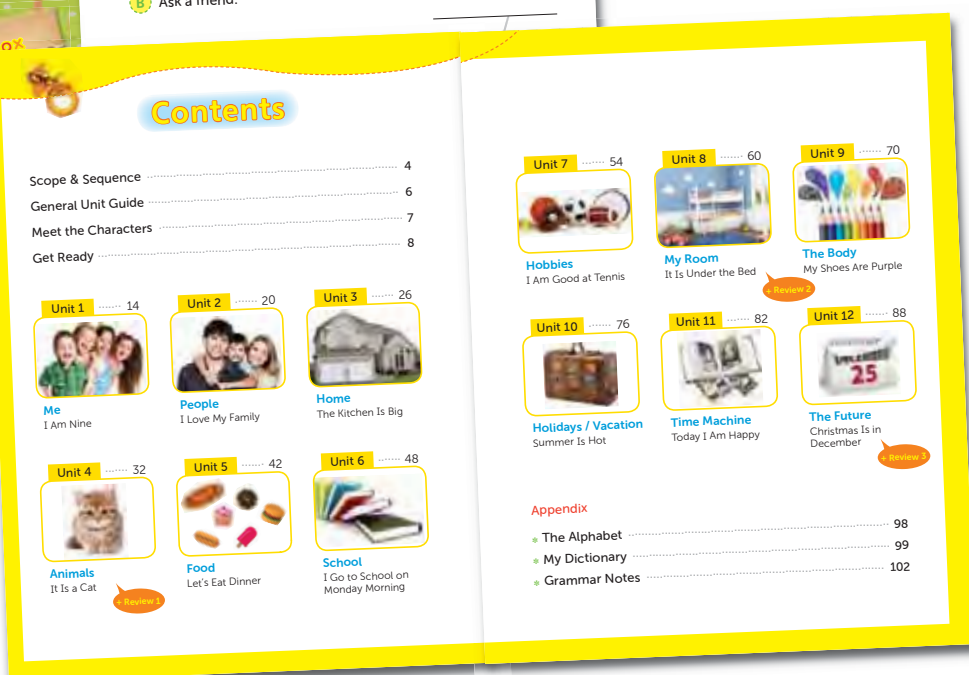 B Ask a friend.
OX
Contents
Scope & Sequence 4
General Unit Guide 6
Meet the Characters 7
Get Ready 8
Unit 1 14
Me
I Am Nine
Unit 2 20
People
I Love My Family
Unit 3 26
Home
The Kitchen Is Big
Unit 4 32
Animals
It Is a Cat
+ Review 1
Unit 5 42
Food
Let's Eat Dinner
Unit 6 48
School
I Go to School on
Monday Morning
Unit 7 54
Hobbies
I Am Good at Tennis
Unit 8 60
My Room
It Is Under the Bed
+ Review 2
Unit 9 70
The Body
My Shoes Are Purple
Unit 10 76
Holidays / Vacation
Summer Is Hot
Unit 11 82
Time Machine
Today I Am Happy
Unit 12 88
25
The Future
Christmas Is in
December
+ Review 3
Appendix
* The Alphabet 98
* My Dictionary 99
* Grammar Notes 102